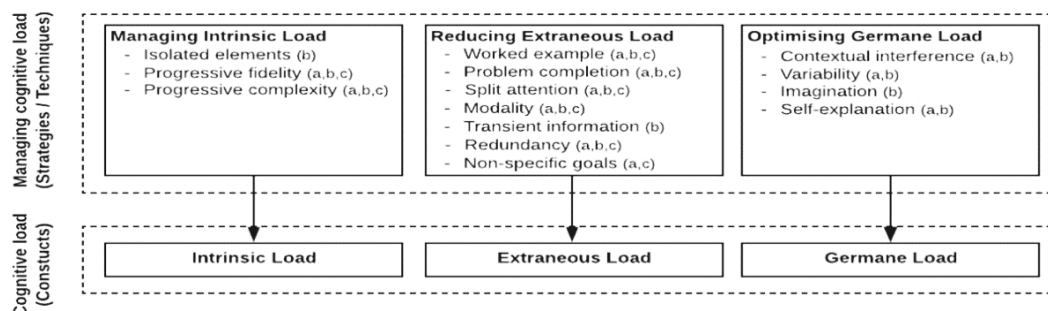 Managing cognitive load
(Strategies / Techniques)
Managing Intrinsic Load
- Isolated elements (b)
- Progressive fidelity (a,b,c)
- Progressive complexity (a,b,c)
Reducing Extraneous Load
- Worked example (a,b,c)
- Problem completion (a,b,c)
- Split attention (a,b,c)
- Modality (a,b,c)
- Transient information (b)
- Redundancy (a,b,c)
- Non-specific goals (a,c)
Optimising Germane Load
- Contextual interference (a,b)
- Variability (a,b)
- Imagination (b)
- Self-explanation (a,b)
Cognitive load
(Constucts)
Intrinsic Load
Extraneous Load
Germane Load